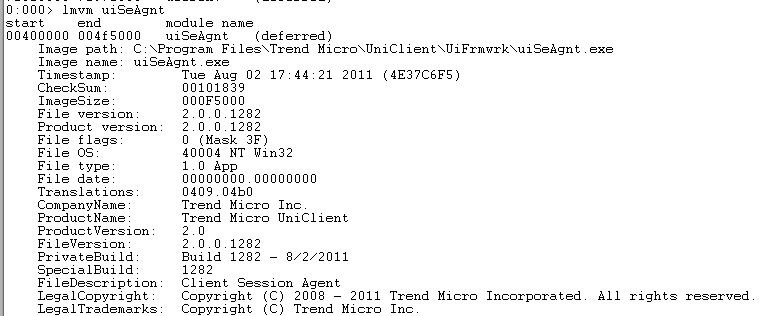 0:000> lmvm uiSeAgnt
start    end        module name
00400000 004f5000   uiSeAgnt   (deferred)
    Image path: C:\Program Files\Trend Micro\UniClient\UiFrmwrk\uiSeAgnt.exe
    Image name: uiSeAgnt.exe
    Timestamp:        Tue Aug 02 17:44:21 2011 (4E37C6F5)
    CheckSum:         00101839
    ImageSize:        000F5000
    File version:     2.0.0.1282
    Product version:  2.0.0.1282
    File flags:       0 (Mask 3F)
    File OS:          40004 NT Win32
    File type:        1.0 App
    File date:        00000000.00000000
    Translations:     0409.04b0
    CompanyName:      Trend Micro Inc.
    ProductName:      Trend Micro UniClient
    ProductVersion:   2.0
    FileVersion:      2.0.0.1282
    PrivateBuild:     Build 1282 - 8/2/2011
    SpecialBuild:     1282
    FileDescription:  Client Session Agent
    LegalCopyright:   Copyright (C) 2008 - 2011 Trend Micro Incorporated. All rights reserved.
    LegalTrademarks:  Copyright (C) Trend Micro Inc.